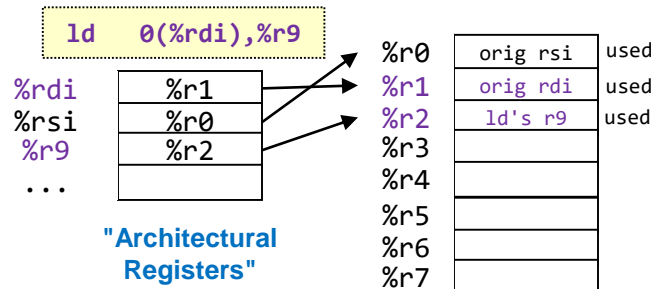 ld 0(%rdi),%r9
%rdi %r1
%rsi %r0
%r9 %r2
...
"Architectural
Registers"
%r0 orig rsi used
%r1 orig rdi used
%r2 ld's r9 used
%r3
%r4
%r5
%r6
%r7